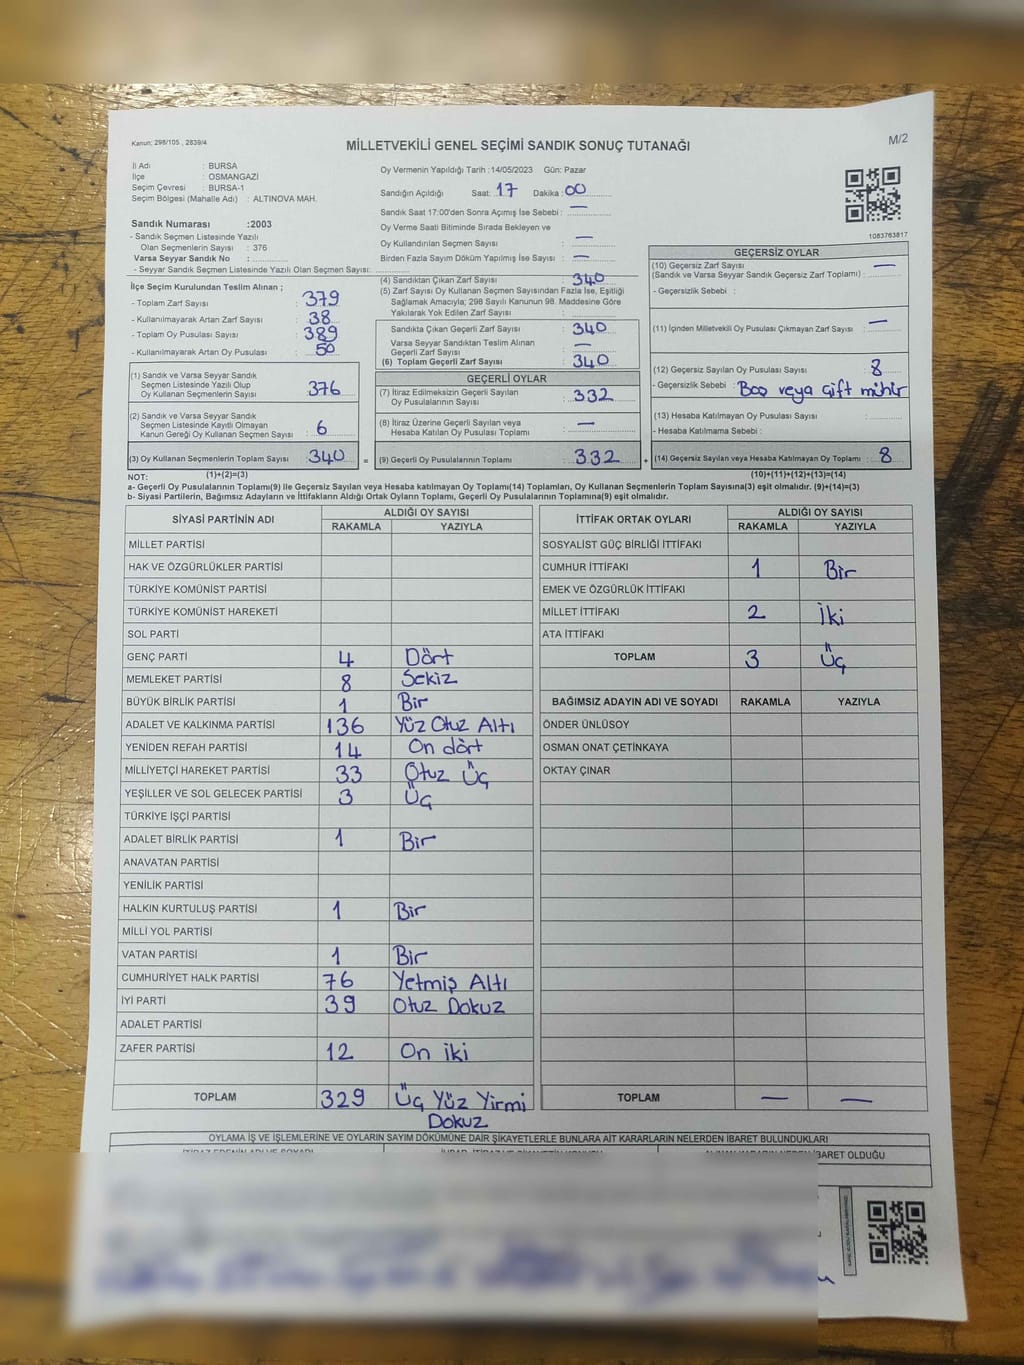 Kanun: 298/105 , 2839/4
MİLLETVEKİLİ GENEL SEÇİMİ SANDIK SONUÇ TUTANAĞI
M/2
İl Adı : BURSA
İlçe : OSMANGAZİ
Seçim Çevresi : BURSA-1
Seçim Bölgesi (Mahalle Adı) : ALTINOVA MAH.
Sandık Numarası :2003
- Sandık Seçmen Listesinde Yazılı
Olan Seçmenlerin Sayısı : 376
Varsa Seyyar Sandık No :
- Seyyar Sandık Seçmen Listesinde Yazılı Olan Seçmen Sayısı:
İlçe Seçim Kurulundan Teslim Alınan ;
- Toplam Zarf Sayısı : 379
- Kullanılmayarak Artan Zarf Sayısı : 38
- Toplam Oy Pusulası Sayısı : 389
- Kullanılmayarak Artan Oy Pusulası : 50
(1) Sandık ve Varsa Seyyar Sandık
Seçmen Listesinde Yazılı Olup
Oy Kullanan Seçmenlerin Sayısı : 376
(2) Sandık ve Varsa Sandık
Seçmen Listesinde Kayıtlı Olmayan
Kanun Gereği Oy Kullanan Seçmen Sayısı : 6
(3) Oy Kullanan Seçmenlerin Toplam Sayısı : 340
Oy Vermenin Yapıldığı Tarih :14/05/2023 Gün: Pazar
Sandığın Açıldığı Saat: 17 Dakika : 00
Sandık Saat 17:00'den Sonra Açımış İse Sebebi : —
Oy Verme Saati Bitiminde Sırada Bekleyen ve
Oy Kullandırılan Seçmen Sayısı : —
Birden Fazla Sayım Döküm Yapılmış İse Sayısı : —
(4) Sandıktan Çıkan Zarf Sayısı : 340
(5) Zarf Sayısı Oy Kullanan Seçmen Sayısından Fazla İse, Eşitliği
Sağlamak Amacıyla; 298 Sayılı Kanunun 98. Maddesine Göre
Yakılarak Yok Edilen Zarf Sayısı :
Sandıkta Çıkan Geçerli Zarf Sayısı : 340
Varsa Seyyar Sandıktan Teslim Alınan
Geçerli Zarf Sayısı : —
(6) Toplam Geçerli Zarf Sayısı : 340
GEÇERLİ OYLAR
(7) İtiraz Edilmeksizin Geçerli Sayılan
Oy Pusulalarının Sayısı : 332
(8) İtiraz Üzerine Geçerli Sayılan veya
Hesaba Katılan Oy Pusulası Toplamı : —
= (9) Geçerli Oy Pusulalarının Toplamı : 332
1083763817
GEÇERSİZ OYLAR
(10) Geçersiz Zarf Sayısı
(Sandık ve Varsa Seyyar Sandık Geçersiz Zarf Toplamı) : —
- Geçersizlik Sebebi :
(11) İçinden Milletvekili Oy Pusulası Çıkmayan Zarf Sayısı : —
(12) Geçersiz Sayılan Oy Pusulası Sayısı : 8
- Geçersizlik Sebebi : Boş veya çift mühür
(13) Hesaba Katılmayan Oy Pusulası Sayısı :
- Hesaba Katılmama Sebebi :
+ (14) Geçersiz Sayılan veya Hesaba Katılmayan Oy Toplamı : 8
NOT: (1)+(2)=(3) (10)+(11)+(12)+(13)=(14)
a- Geçerli Oy Pusulalarının Toplamı(9) İle Geçersiz Sayılan veya Hesaba katılmayan Oy Toplamı(14) Toplamları, Oy Kullanan Seçmenlerin Toplam Sayısına(3) eşit olmalıdır. (9)+(14)=(3)
b- Siyasi Partilerin, Bağımsız Adayların ve İttifakların Aldığı Ortak Oyların Toplamı, Geçerli Oy Pusulalarının Toplamına(9) eşit olmalıdır.
SİYASİ PARTİNİN ADI ALDIĞI OY SAYISI
RAKAMLA YAZIYLA
MİLLET PARTİSİ
HAK VE ÖZGÜRLÜKLER PARTİSİ
TÜRKİYE KOMÜNİST PARTİSİ
TÜRKİYE KOMÜNİST HAREKETİ
SOL PARTİ
GENÇ PARTİ 4 Dört
MEMLEKET PARTİSİ 8 Sekiz
BÜYÜK BİRLİK PARTİSİ 1 Bir
ADALET VE KALKINMA PARTİSİ 136 Yüz Otuz Altı
YENİDEN REFAH PARTİSİ 14 On dört
MİLLİYETÇİ HAREKET PARTİSİ 33 Otuz Üç
YEŞİLLER VE SOL GELECEK PARTİSİ 3 Üç
TÜRKİYE İŞÇİ PARTİSİ
ADALET BİRLİK PARTİSİ 1 Bir
ANAVATAN PARTİSİ
YENİLİK PARTİSİ
HALKIN KURTULUŞ PARTİSİ 1 Bir
MİLLİ YOL PARTİSİ
VATAN PARTİSİ 1 Bir
CUMHURİYET HALK PARTİSİ 76 Yetmiş Altı
İYİ PARTİ 39 Otuz Dokuz
ADALET PARTİSİ
ZAFER PARTİSİ 12 On iki
TOPLAM 329 Üç Yüz Yirmi
Dokuz
İTTİFAK ORTAK OYLARI ALDIĞI OY SAYISI
RAKAMLA YAZIYLA
SOSYALİST GÜÇ BİRLİĞİ İTTİFAKI
CUMHUR İTTİFAKI 1 Bir
EMEK VE ÖZGÜRLÜK İTTİFAKI
MİLLET İTTİFAKI 2 İki
ATA İTTİFAKI
TOPLAM 3 Üç
BAĞIMSIZ ADAYIN ADI VE SOYADI RAKAMLA YAZIYLA
ÖNDER ÜNLÜSOY
OSMAN ONAT ÇETİNKAYA
OKTAY ÇINAR
TOPLAM — —
OYLAMA İŞ VE İŞLEMLERİNE VE OYLARIN SAYIM DÖKÜMÜNE DAİR ŞİKAYETLERLE BUNLARA AİT KARARLARIN NELERDEN İBARET BULUNDUKLARI
İBARET OLDUĞU